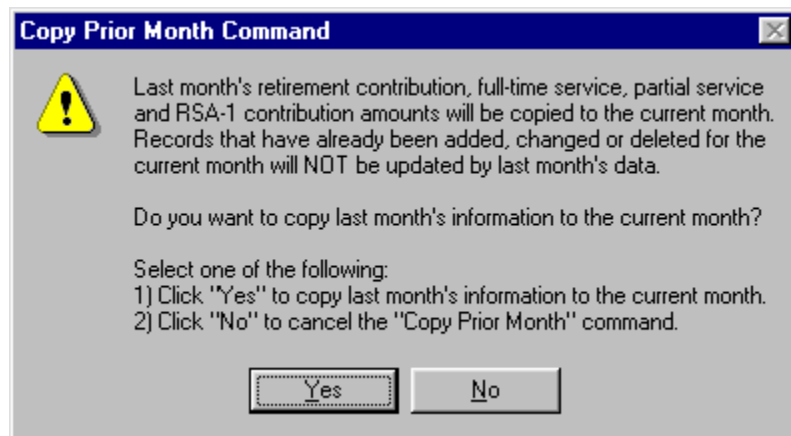 Copy Prior Month Command
Last month's retirement contribution, full-time service, partial service
and RSA-1 contribution amounts will be copied to the current month.
Records that have already been added, changed or deleted for the
current month will NOT be updated by last month's data.
Do you want to copy last month's information to the current month?
Select one of the following:
1) Click "Yes" to copy last month's information to the current month.
2) Click "No" to cancel the "Copy Prior Month" command.
Yes
No